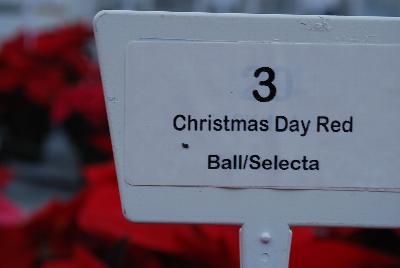 3
Christmas Day Red
Ball/Selecta